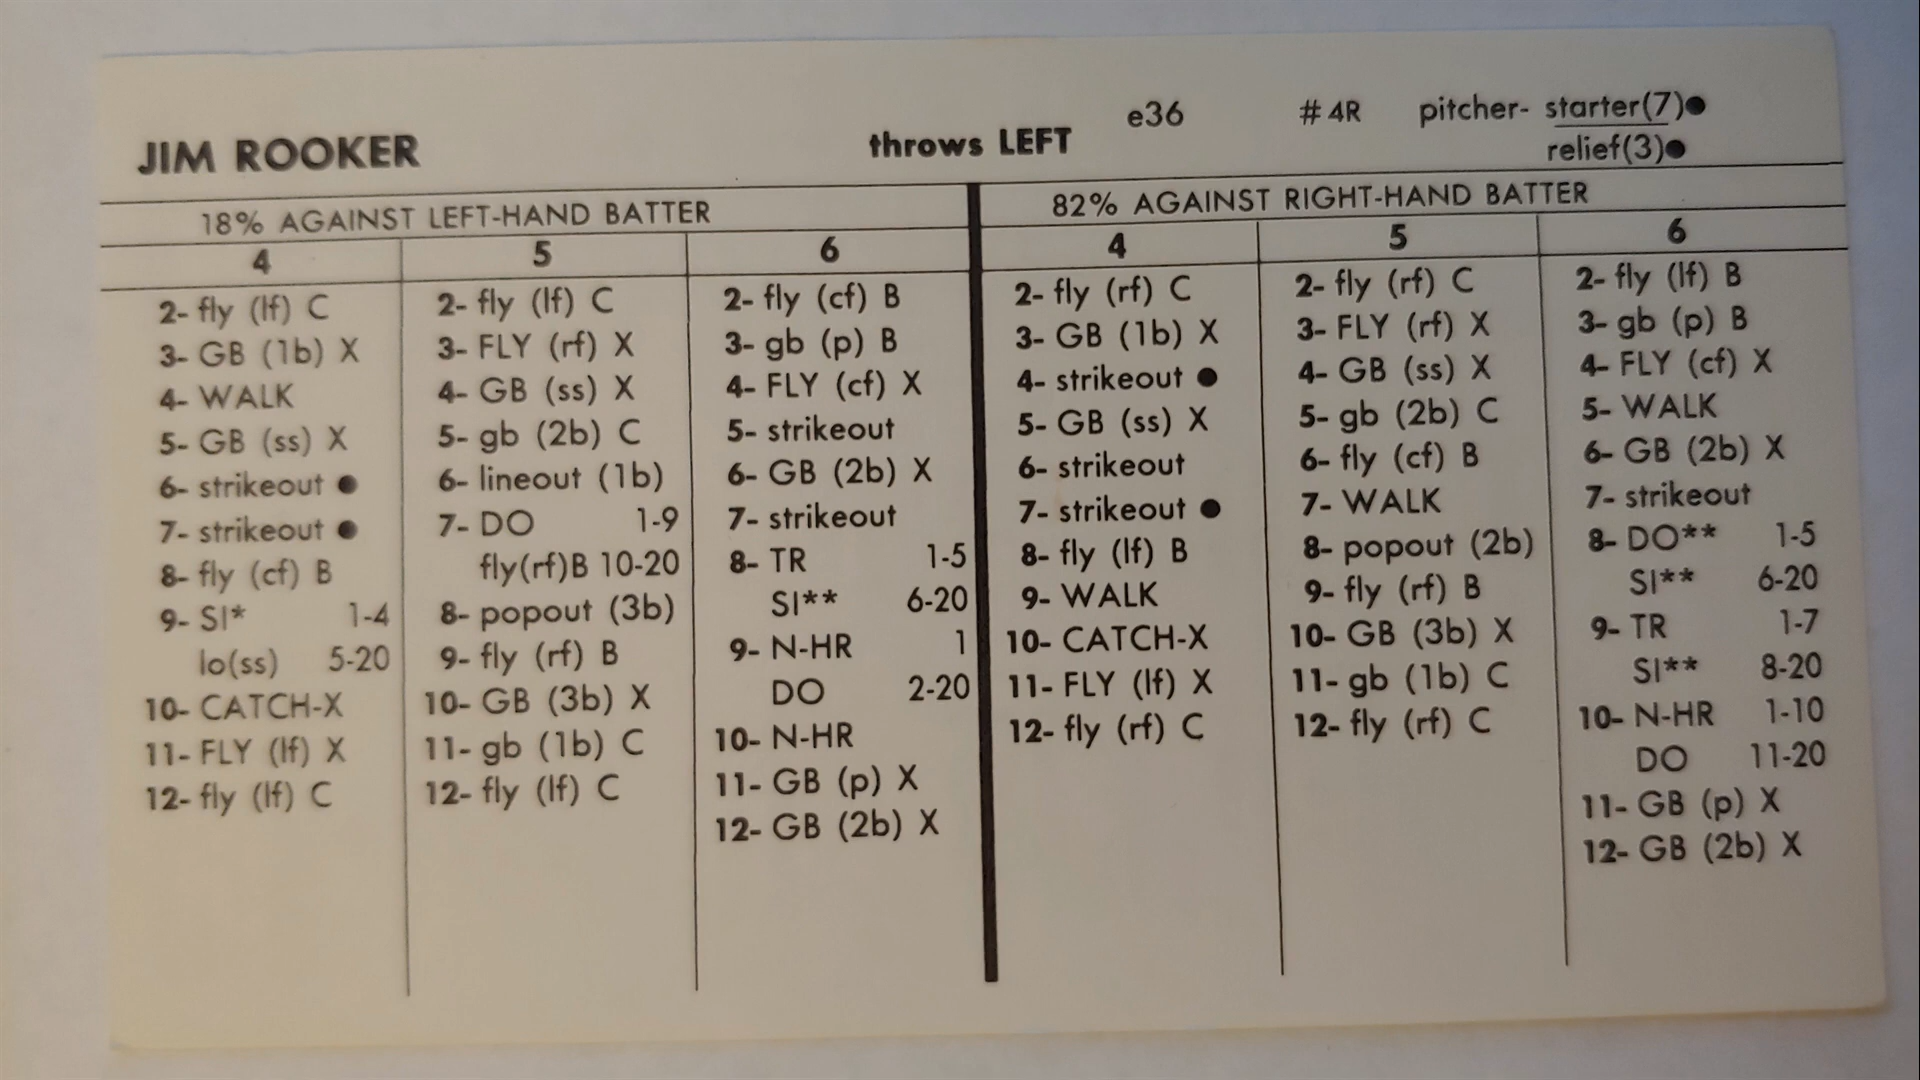 JIM ROOKER throws LEFT e36 #4R pitcher- starter(7)●
relief(3)●
18% AGAINST LEFT-HAND BATTER
4 5 6
2- fly (lf) C
3- GB (1b) X
4- WALK
5- GB (ss) X
6- strikeout ●
7- strikeout ●
8- fly (cf) B
9- SI* 1-4
lo(ss) 5-20
10- CATCH-X
11- FLY (lf) X
12- fly (lf) C
2- fly (lf) C
3- FLY (rf) X
4- GB (ss) X
5- gb (2b) C
6- lineout (1b)
7- DO 1-9
fly(rf)B 10-20
8- popout (3b)
9- fly (rf) B
10- GB (3b) X
11- gb (1b) C
12- fly (lf) C
2- fly (cf) B
3- gb (p) B
4- FLY (cf) X
5- strikeout
6- GB (2b) X
7- strikeout
8- TR 1-5
SI** 6-20
9- N-HR 1
DO 2-20
10- N-HR
11- GB (p) X
12- GB (2b) X
82% AGAINST RIGHT-HAND BATTER
4 5 6
2- fly (rf) C
3- GB (1b) X
4- strikeout ●
5- GB (ss) X
6- strikeout
7- strikeout ●
8- fly (lf) B
9- WALK
10- CATCH-X
11- FLY (lf) X
12- fly (rf) C
2- fly (rf) C
3- FLY (rf) X
4- GB (ss) X
5- gb (2b) C
6- fly (cf) B
7- WALK
8- popout (2b)
9- fly (rf) B
10- GB (3b) X
11- gb (1b) C
12- fly (rf) C
2- fly (lf) B
3- gb (p) B
4- FLY (cf) X
5- WALK
6- GB (2b) X
7- strikeout
8- DO** 1-5
SI** 6-20
9- TR 1-7
SI** 8-20
10- N-HR 1-10
DO 11-20
11- GB (p) X
12- GB (2b) X